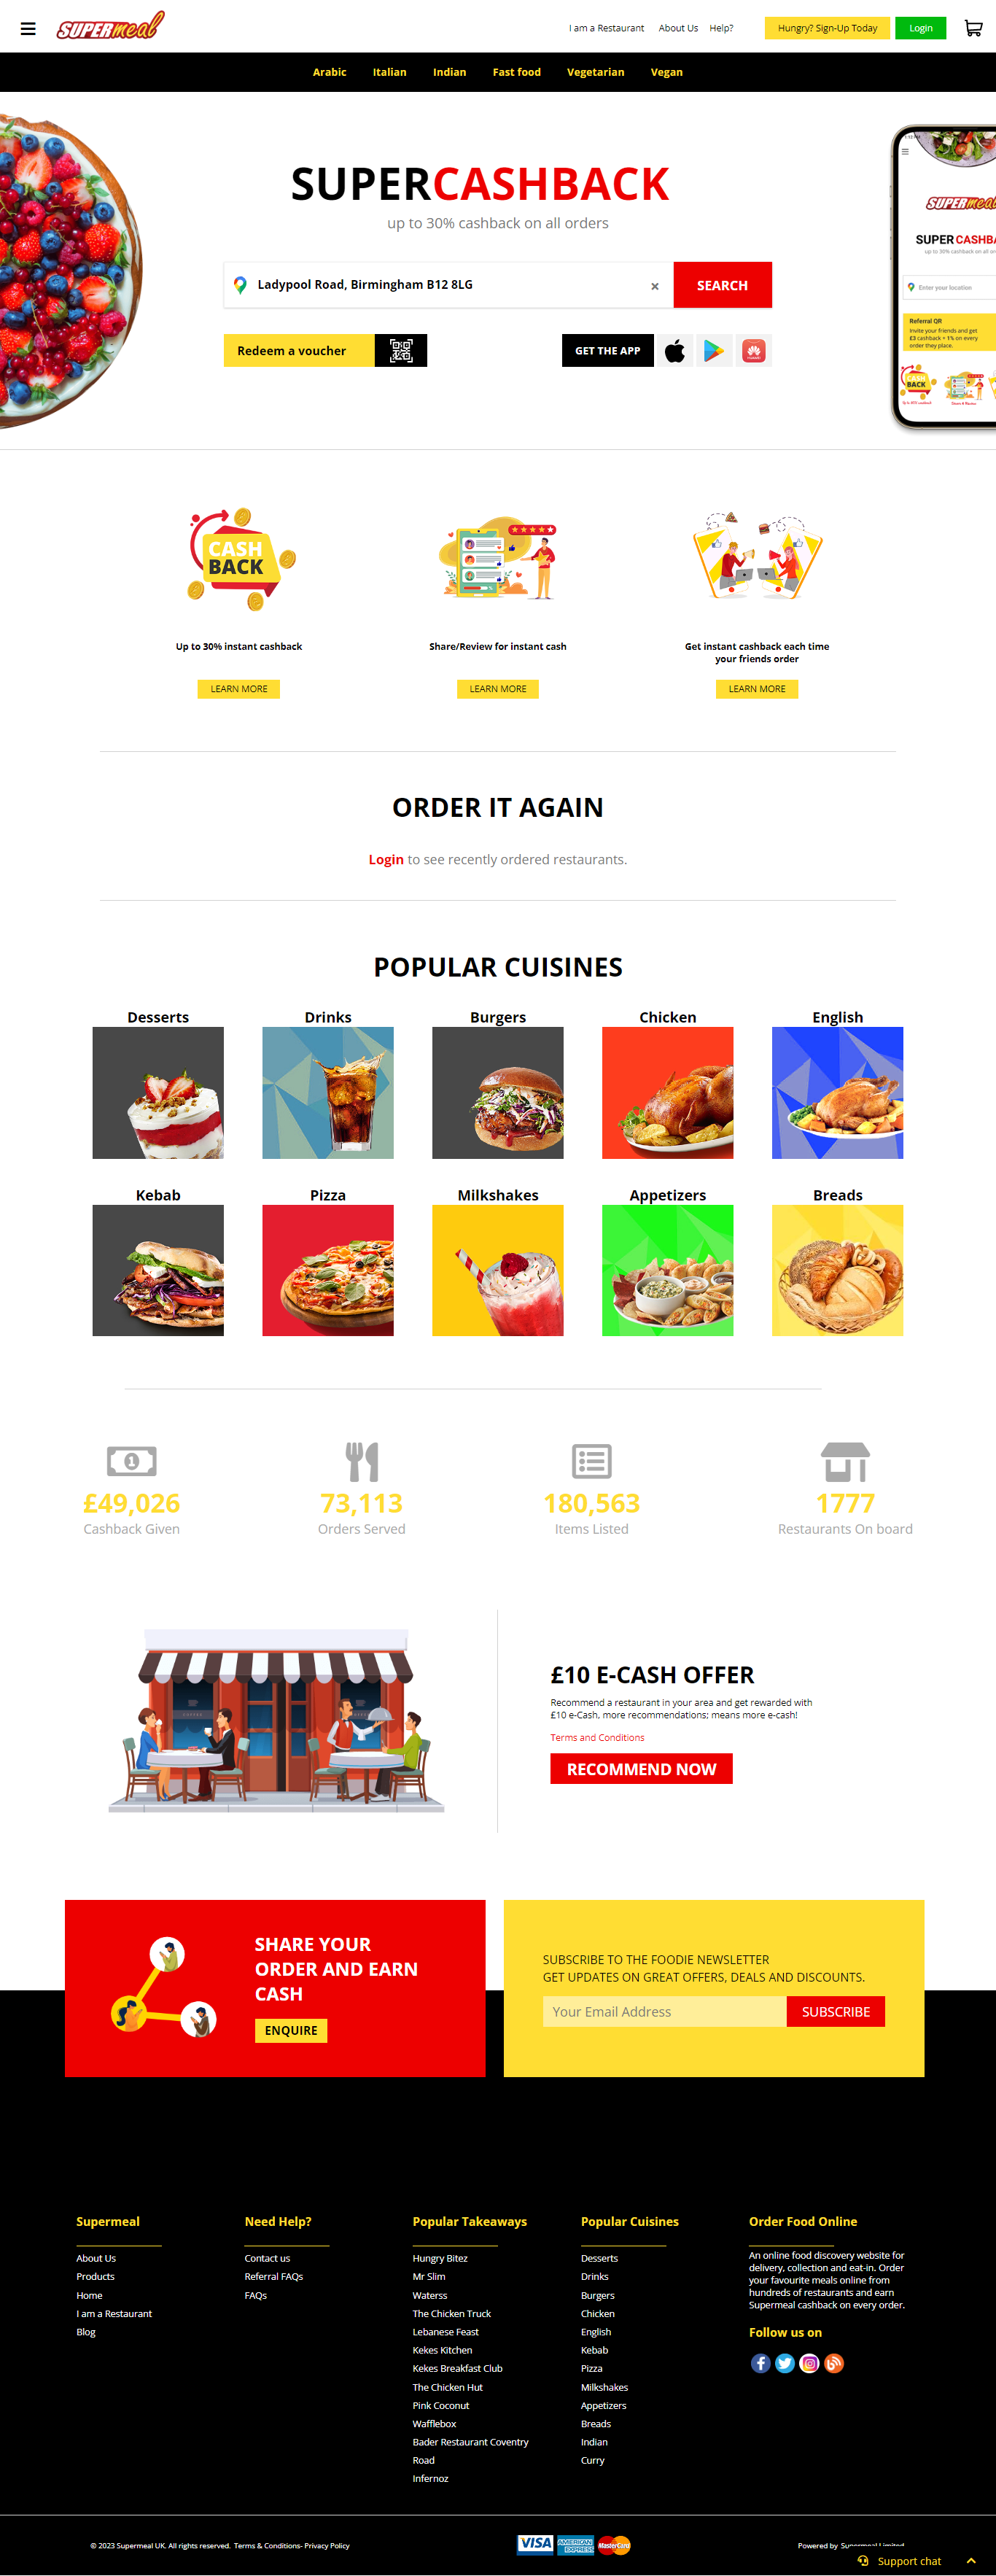 SUPERmeal
I am a Restaurant
About Us
Help?
Hungry? Sign-Up Today
Login
Arabic
Italian
Indian
Fast food
Vegetarian
Vegan
SUPERCASHBACK
up to 30% cashback on all orders
Ladypool Road, Birmingham B12 8LG
×
SEARCH
Redeem a voucher
GET THE APP
SUPERmeal
SUPER CASHBA
up to 30% cashback on all or
Enter your location
Referral QR
Invite your friends and get
£3 cashback + 1% on every
order they place.
CASH
BACK
CASH
BACK
Up to 30% instant cashback
Share/Review for instant cash
Get instant cashback each time
your friends order
LEARN MORE
LEARN MORE
LEARN MORE
ORDER IT AGAIN
Login to see recently ordered restaurants.
POPULAR CUISINES
Desserts
Drinks
Burgers
Chicken
English
Kebab
Pizza
Milkshakes
Appetizers
Breads
1
£49,026
Cashback Given
73,113
Orders Served
180,563
Items Listed
1777
Restaurants On board
£10 E-CASH OFFER
Recommend a restaurant in your area and get rewarded with
£10 e-Cash, more recommendations; means more e-cash!
Terms and Conditions
RECOMMEND NOW
SHARE YOUR
ORDER AND EARN
CASH
ENQUIRE
SUBSCRIBE TO THE FOODIE NEWSLETTER
GET UPDATES ON GREAT OFFERS, DEALS AND DISCOUNTS.
Your Email Address
SUBSCRIBE
Supermeal
About Us
Products
Home
I am a Restaurant
Blog
Need Help?
Contact us
Referral FAQs
FAQs
Popular Takeaways
Hungry Bitez
Mr Slim
Waterss
The Chicken Truck
Lebanese Feast
Kekes Kitchen
Kekes Breakfast Club
The Chicken Hut
Pink Coconut
Wafflebox
Bader Restaurant Coventry
Road
Infernoz
Popular Cuisines
Desserts
Drinks
Burgers
Chicken
English
Kebab
Pizza
Milkshakes
Appetizers
Breads
Indian
Curry
Order Food Online
An online food discovery website for
delivery, collection and eat-in. Order
your favourite meals online from
hundreds of restaurants and earn
Supermeal cashback on every order.
Follow us on
© 2023 Supermeal UK. All rights reserved. Terms & Conditions- Privacy Policy
VISA
AMERICAN
EXPRESS
MasterCard
Powered by Supermeal Limited
Support chat